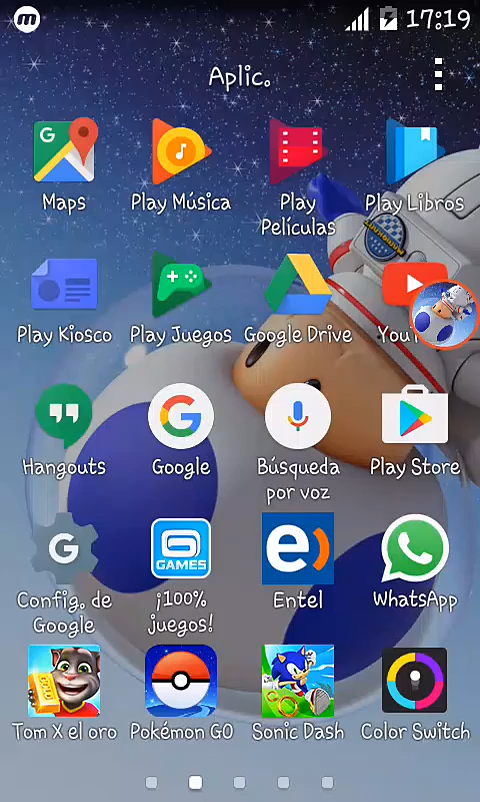 17:19
Aplic.
Maps
Play Música
Play
Películas
Play Libros
Play Kiosco
Play Juegos
Google Drive
YouT
Hangouts
Google
Búsqueda
por voz
Play Store
Config. de
Google
GAMES
¡100%
juegos!
Entel
WhatsApp
Tom X el oro
Pokémon GO
Sonic Dash
Color Switch